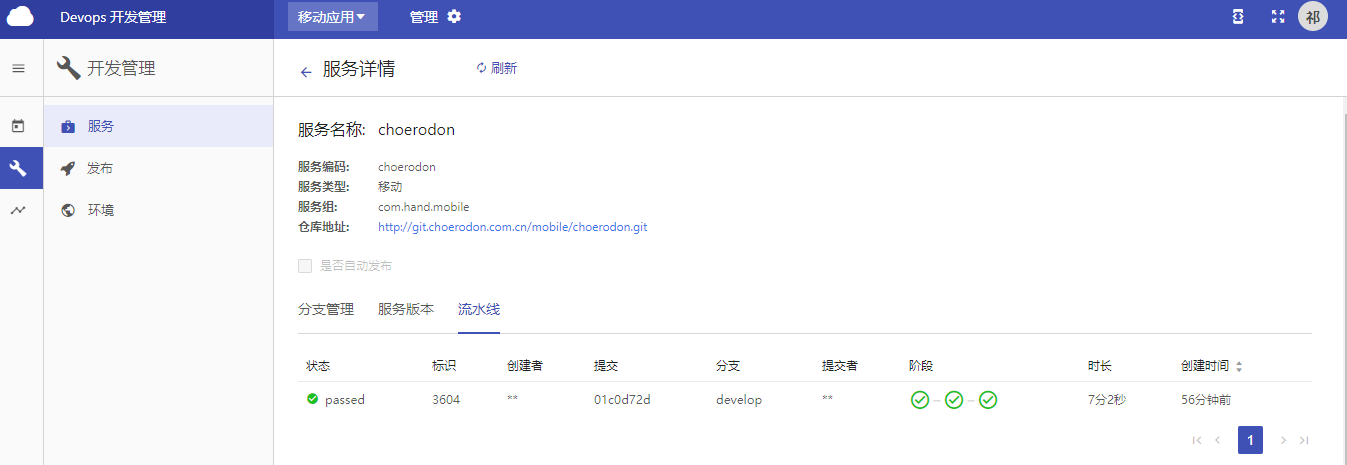 Devops 开发管理 移动应用 管理 祁
开发管理
服务
发布
环境
服务详情 刷新
服务名称: choerodon
服务编码: choerodon
服务类型: 移动
服务组: com.hand.mobile
仓库地址: http://git.choerodon.com.cn/mobile/choerodon.git
是否自动发布
分支管理 服务版本 流水线
状态 标识 创建者 提交 分支 提交者 阶段 时长 创建时间
passed 3604 ** 01c0d72d develop ** 7分2秒 56分钟前
1